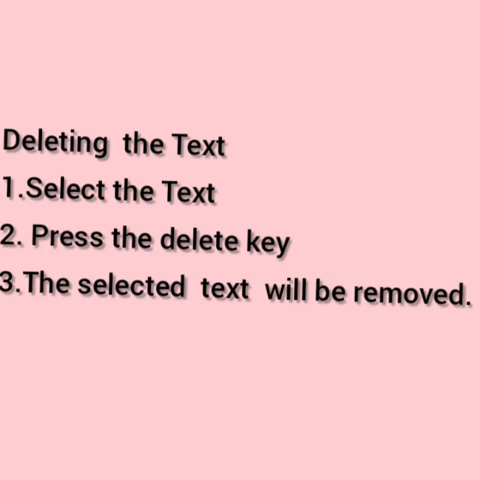 Deleting the Text
1.Select the Text
2. Press the delete key
3.The selected text will be removed.